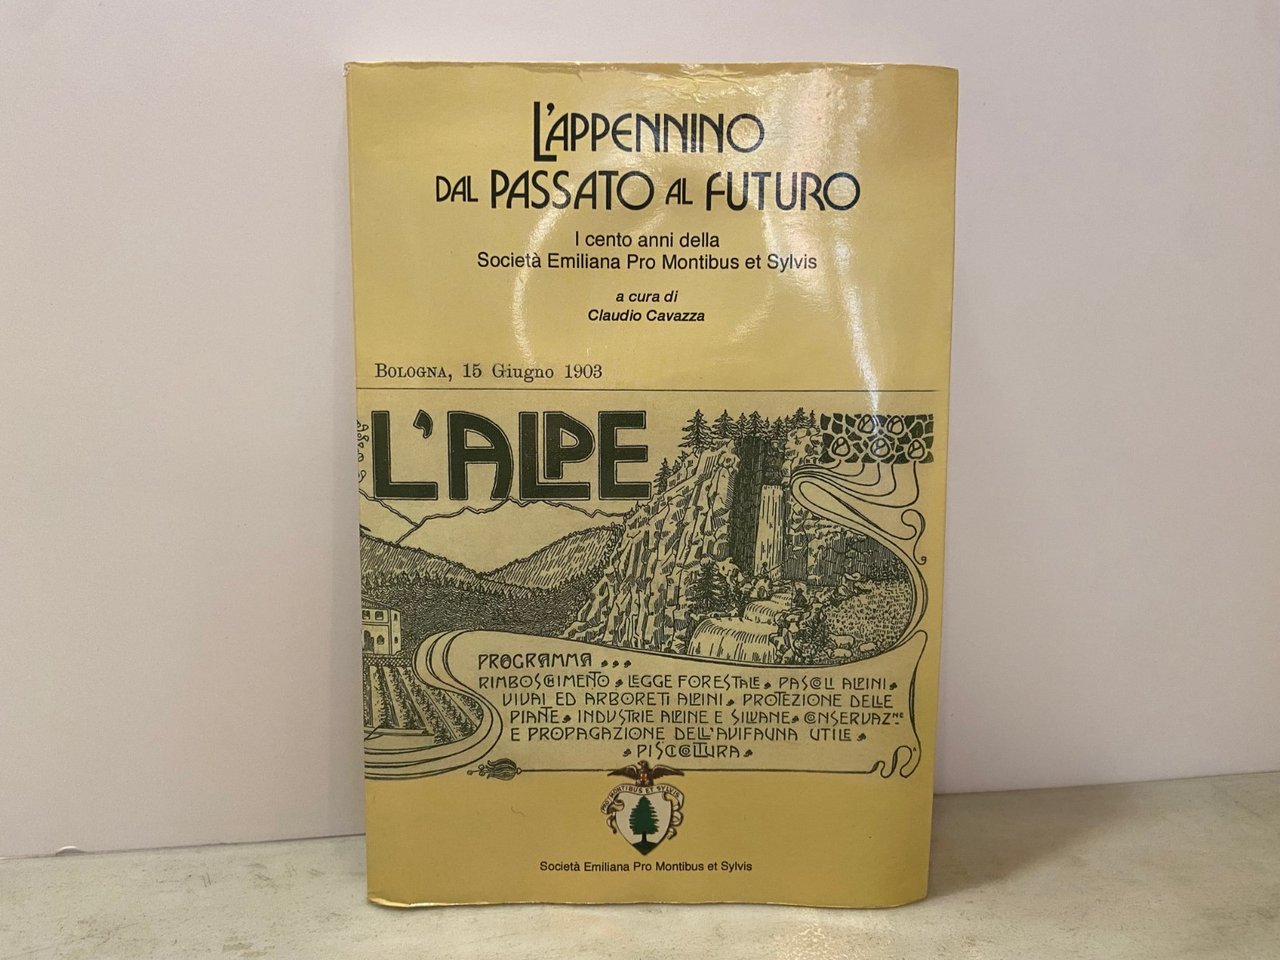 L'APPENNINO
DAL PASSATO AL FUTURO
I cento anni della
Società Emiliana Pro Montibus et Sylvis
a cura di
Claudio Cavazza
BOLOGNA, 15 Giugno 1903
L'ALPE
PROGRAMMA...
RIMBOSCHIMENTO • LEGGE FORESTALE • PASCOLI ALPINI •
VIVAI ED ARBORETI ALPINI • PROTEZIONE DELLE
PIANTE • INDVSTRIE ALPINE E SILVANE • CONSERVAZ.NE
E PROPAGAZIONE DELL'AVIFAUNA UTILE •
• PISCICOLTURA •
PRO MONTIBUS ET SYLVIS
Società Emiliana Pro Montibus et Sylvis